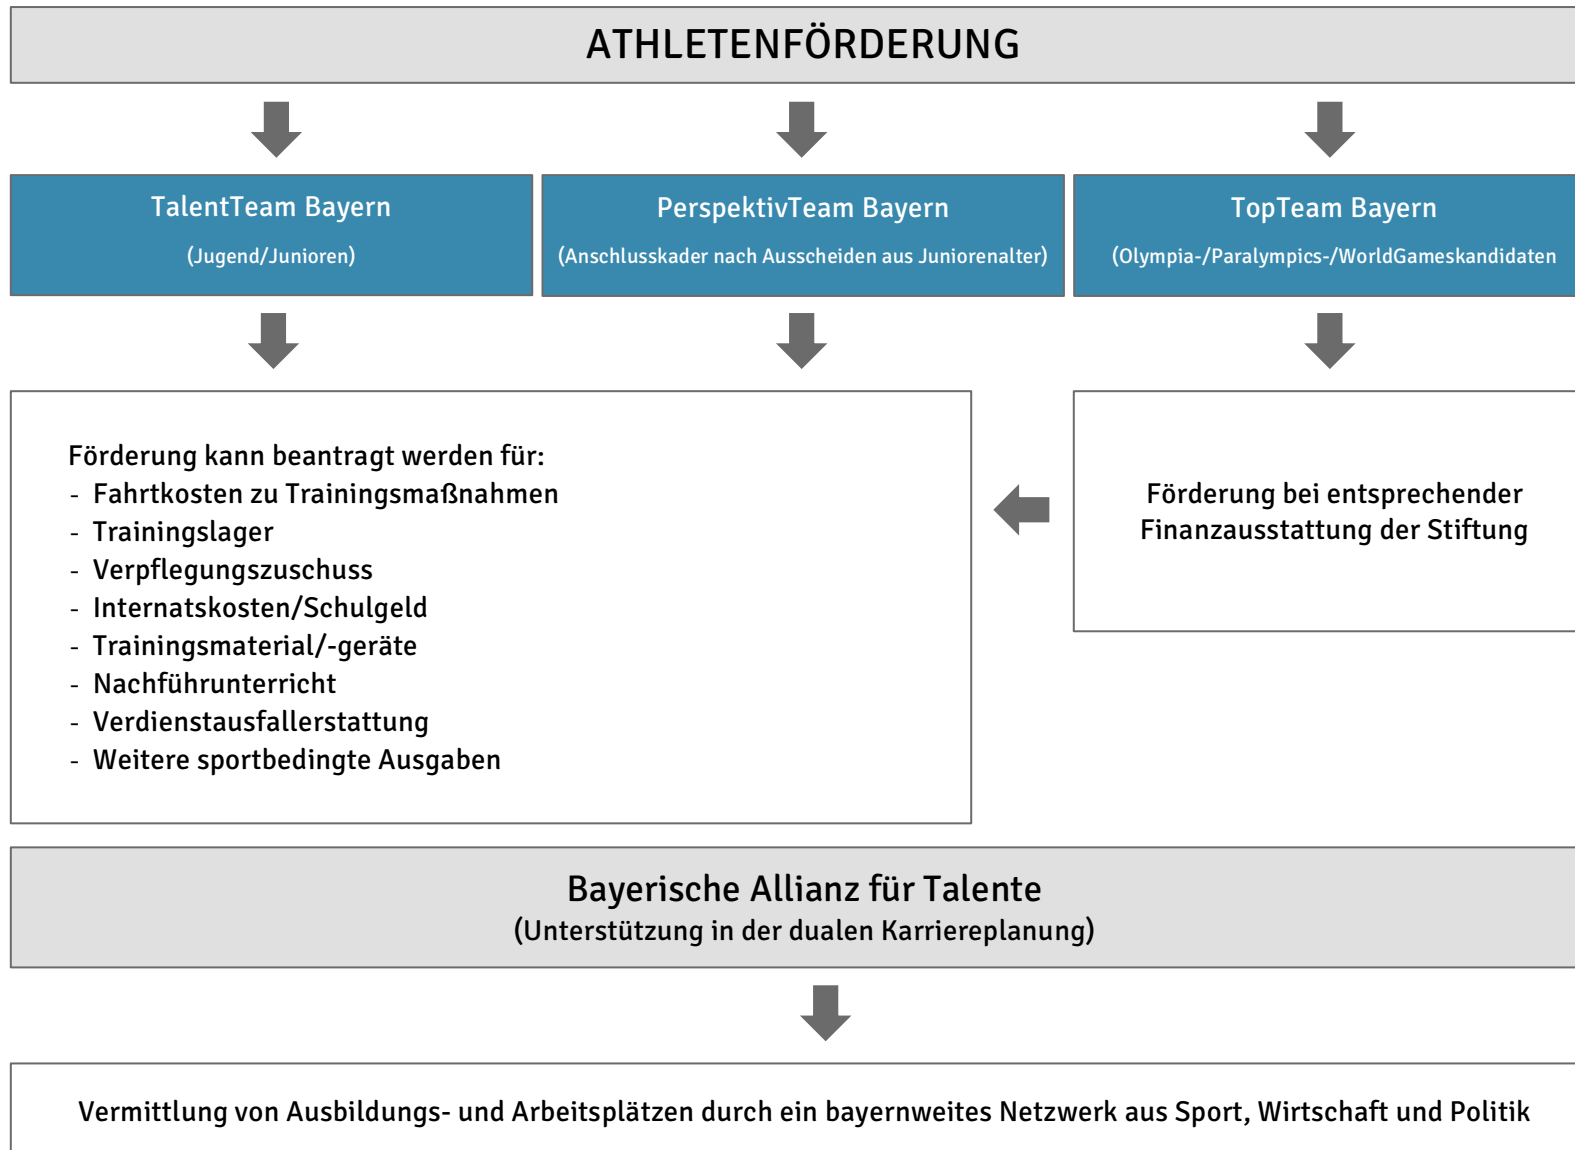 ATHLETENFÖRDERUNG
TalentTeam Bayern
(Jugend/Junioren)
PerspektivTeam Bayern
(Anschlusskader nach Ausscheiden aus Juniorenalter)
TopTeam Bayern
(Olympia-/Paralympics-/WorldGameskandidaten
Förderung kann beantragt werden für:
- Fahrtkosten zu Trainingsmaßnahmen
- Trainingslager
- Verpflegungszuschuss
- Internatskosten/Schulgeld
- Trainingsmaterial/-geräte
- Nachführunterricht
- Verdienstausfallerstattung
- Weitere sportbedingte Ausgaben
Förderung bei entsprechender
Finanzausstattung der Stiftung
Bayerische Allianz für Talente
(Unterstützung in der dualen Karriereplanung)
Vermittlung von Ausbildungs- und Arbeitsplätzen durch ein bayernweites Netzwerk aus Sport, Wirtschaft und Politik